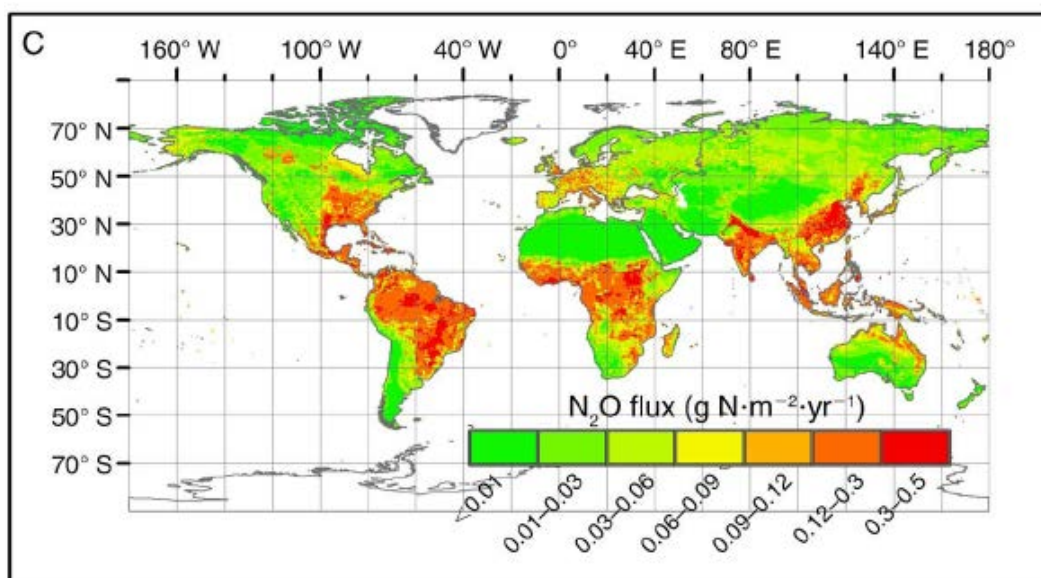 C
160° W 100° W 40° W 0° 40° E 80° E 140° E 180°
70° N
50° N
30° N
10° N
10° S
30° S
50° S
70° S
N₂O flux (g N·m⁻²·yr⁻¹)
0.01 0.01–0.03 0.03–0.06 0.06–0.09 0.09–0.12 0.12–0.3 0.3–0.5